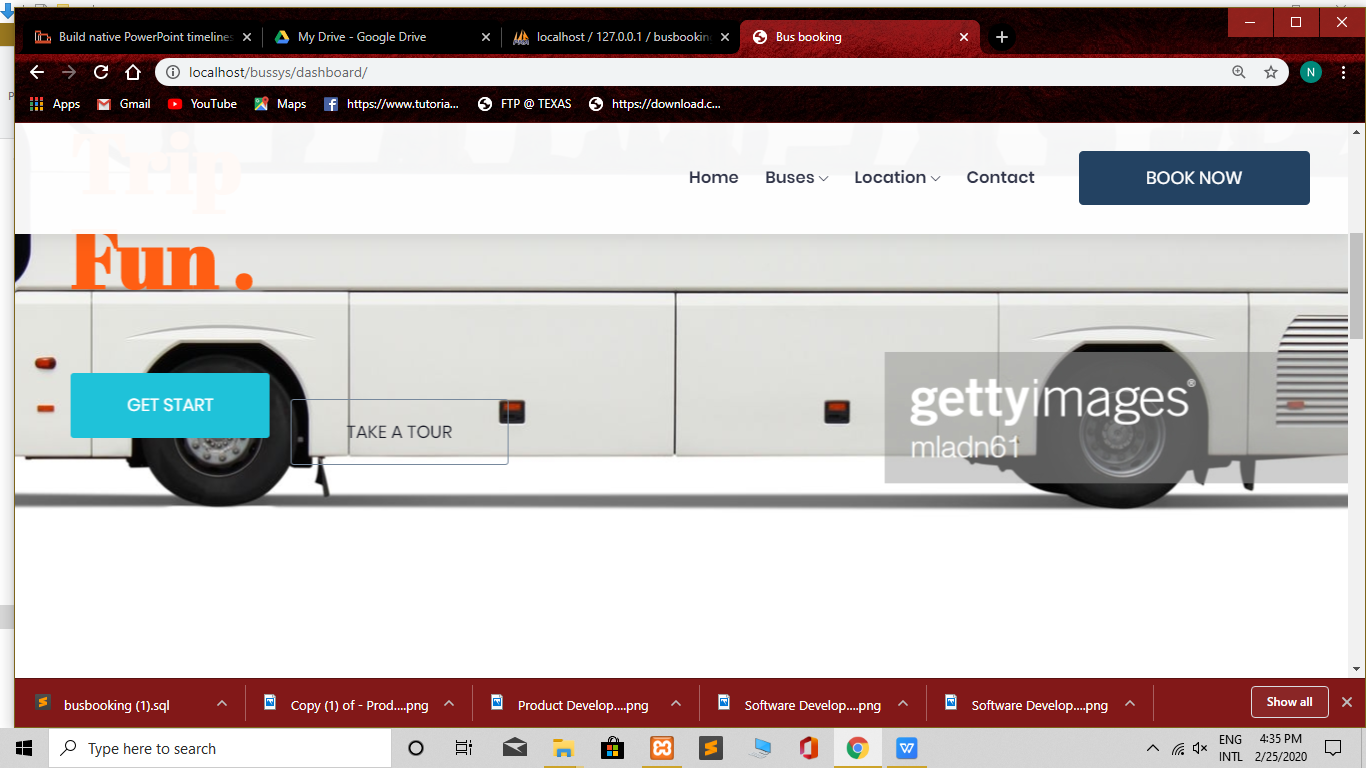 Build native PowerPoint timelines
My Drive - Google Drive
localhost / 127.0.0.1 / busbookin
Bus booking
localhost/bussys/dashboard/
N
Apps
Gmail
YouTube
Maps
https://www.tutoria...
FTP @ TEXAS
https://download.c...
Trip
Home
Buses
Location
Contact
BOOK NOW
Fun .
GET START
TAKE A TOUR
gettyimages®
mladn61
busbooking (1).sql
Copy (1) of - Prod....png
Product Develop....png
Software Develop....png
Software Develop....png
Show all
Type here to search
ENG
INTL
4:35 PM
2/25/2020